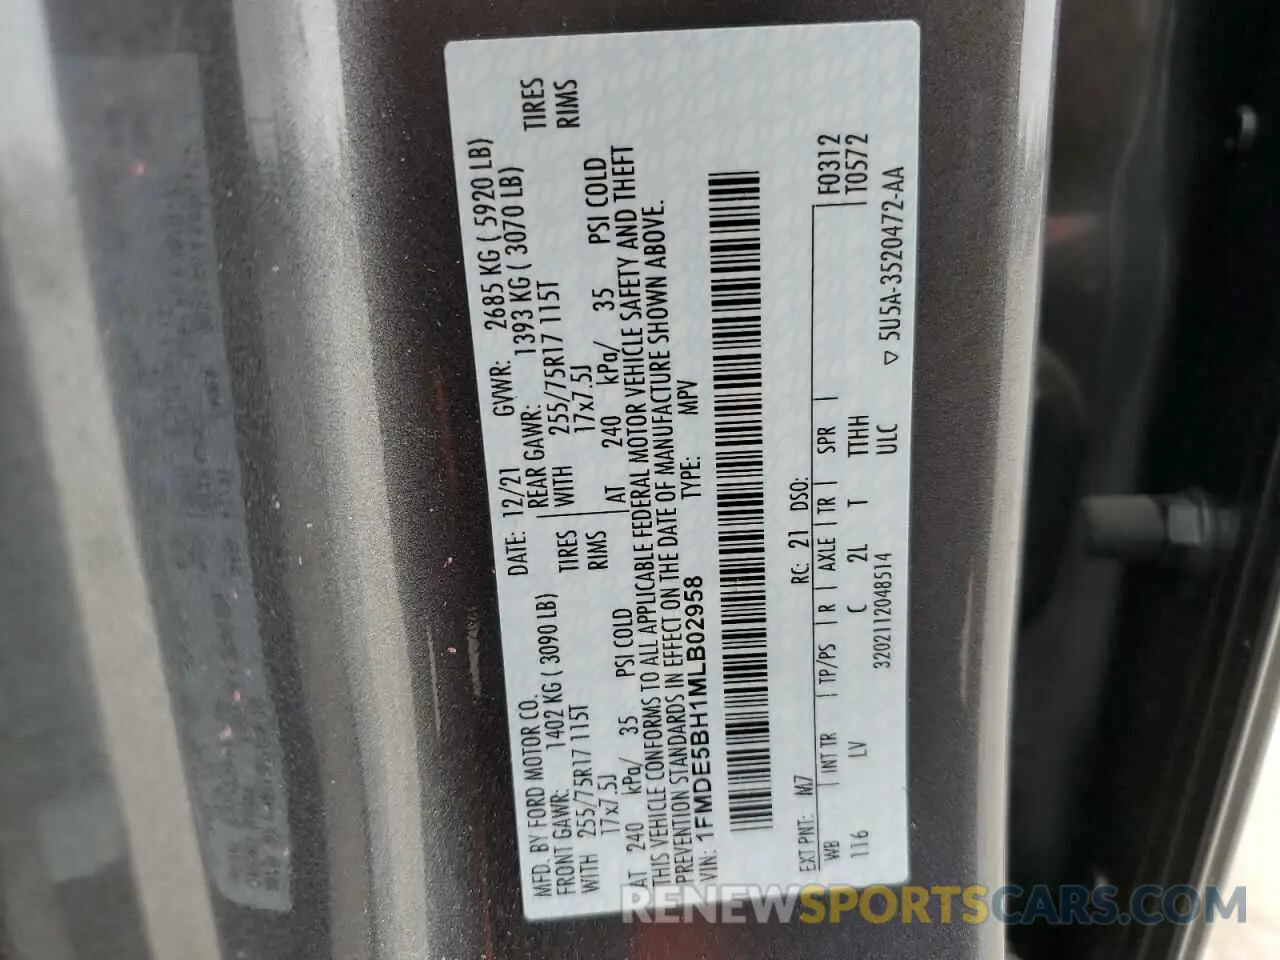 MFD. BY FORD MOTOR CO.
DATE: 12/21 GVWR: 2685 KG ( 5920 LB)
FRONT GAWR: 1402 KG ( 3090 LB)
REAR GAWR: 1393 KG ( 3070 LB)
WITH 255/75R17 115T TIRES
WITH 255/75R17 115T TIRES
17x7.5J RIMS
17x7.5J RIMS
AT 240 kPa/ 35 PSI COLD
AT 240 kPa/ 35 PSI COLD
THIS VEHICLE CONFORMS TO ALL APPLICABLE FEDERAL MOTOR VEHICLE SAFETY AND THEFT
PREVENTION STANDARDS IN EFFECT ON THE DATE OF MANUFACTURE SHOWN ABOVE.
VIN: 1FMDE5BH1MLB02958 TYPE: MPV
EXT PNT: M7 RC: 21 DSO:
WB INT TR TP/PS R AXLE TR SPR F0312
116 LV C 2L T TTHH T0572
3202112048514 ULC
▽ 5U5A-3520472-AA
RENEWSPORTSCARS.COM